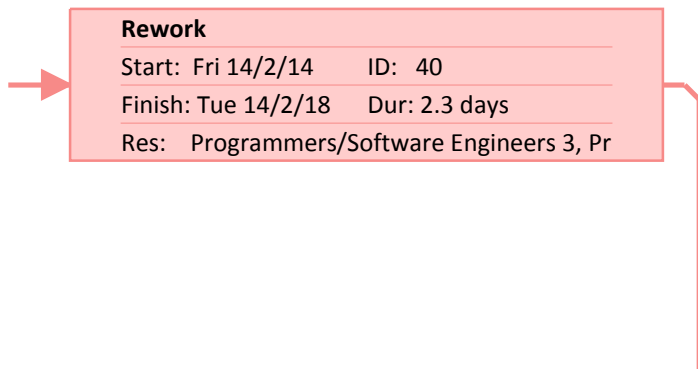 Rework
Start: Fri 14/2/14 ID: 40
Finish: Tue 14/2/18 Dur: 2.3 days
Res: Programmers/Software Engineers 3, Pr